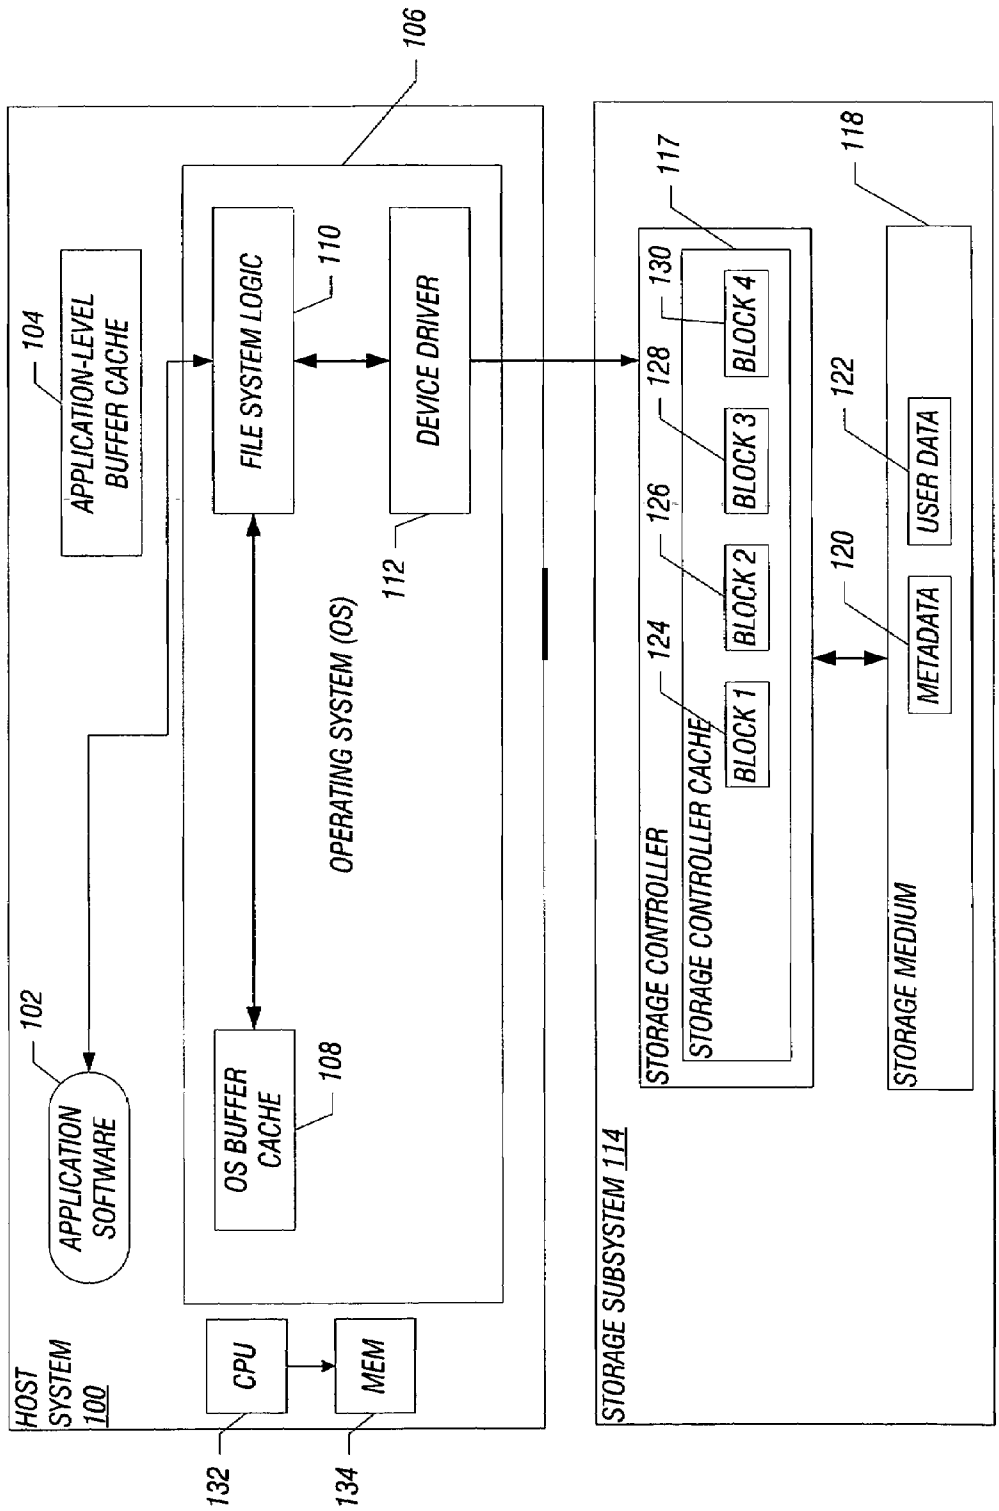 HOST
SYSTEM
100
132
CPU
134
MEM
102
APPLICATION
SOFTWARE
104
APPLICATION-LEVEL
BUFFER CACHE
106
OS BUFFER
CACHE
108
OPERATING SYSTEM (OS)
FILE SYSTEM LOGIC
110
112
DEVICE DRIVER
STORAGE SUBSYSTEM 114
STORAGE CONTROLLER
STORAGE CONTROLLER CACHE
124
126
128
130
117
BLOCK 1
BLOCK 2
BLOCK 3
BLOCK 4
STORAGE MEDIUM
120
122
118
METADATA
USER DATA